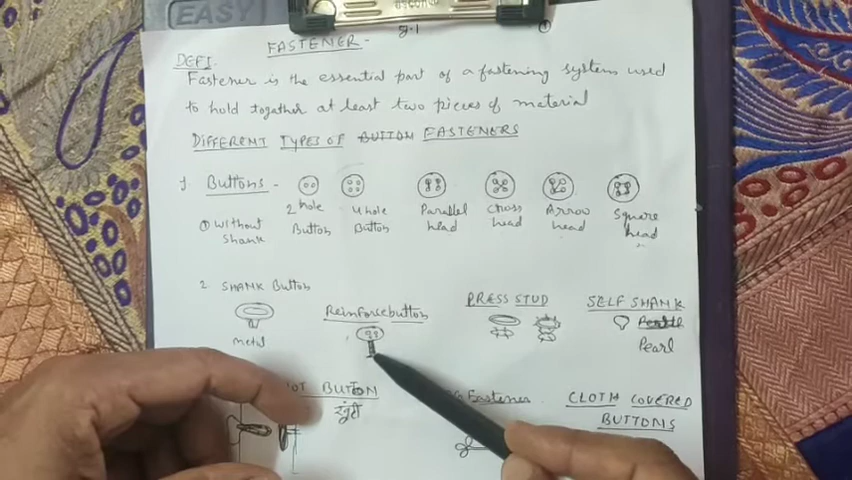 EASY
FASTENER -
DEFI.
Fastener is the essential part of a fastening system used
to hold together at least two pieces of material
DIFFERENT TYPES OF BUTTON FASTENERS
1 Buttons -
① Without Shank
2 hole Button
4 hole Button
Parallel head
Cross head
Arrow head
Square head
2. SHANK Button
metal
Reinforsebutton
PRESS STUD
SELF SHANK
Pearl
BUTTON
खूंटी
Fastener
CLOTH COVERED
BUTTONS